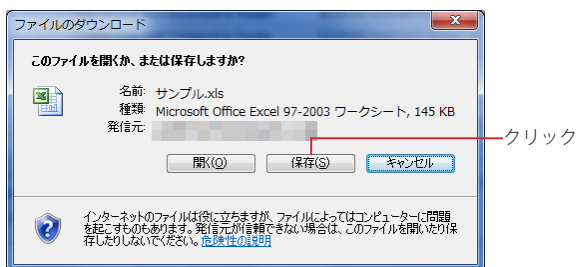 ファイルのダウンロード
このファイルを開くか、または保存しますか?
名前: サンプル.xls
種類: Microsoft Office Excel 97-2003 ワークシート, 145 KB
発信元:
開く(O) 保存(S) キャンセル
クリック
インターネットのファイルは役に立ちますが、ファイルによってはコンピューターに問題
を起こすものもあります。発信元が信頼できない場合は、このファイルを開いたり保
存したりしないでください。危険性の説明